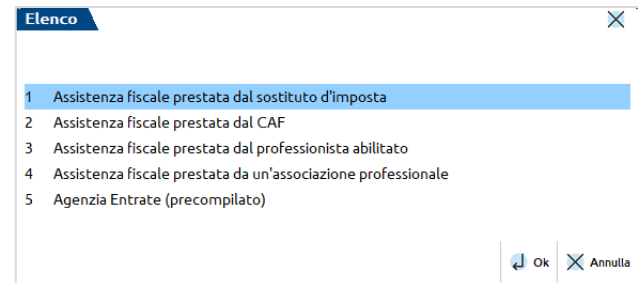 Elenco
1 Assistenza fiscale prestata dal sostituto d'imposta
2 Assistenza fiscale prestata dal CAF
3 Assistenza fiscale prestata dal professionista abilitato
4 Assistenza fiscale prestata da un'associazione professionale
5 Agenzia Entrate (precompilato)
Ok Annulla